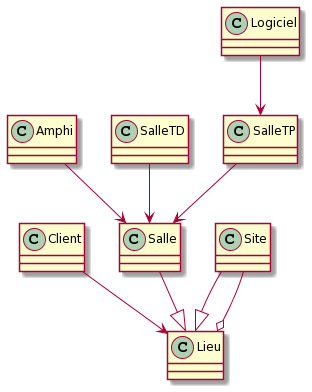 C Logiciel
C Amphi
C SalleTD
C SalleTP
C Client
C Salle
C Site
C Lieu